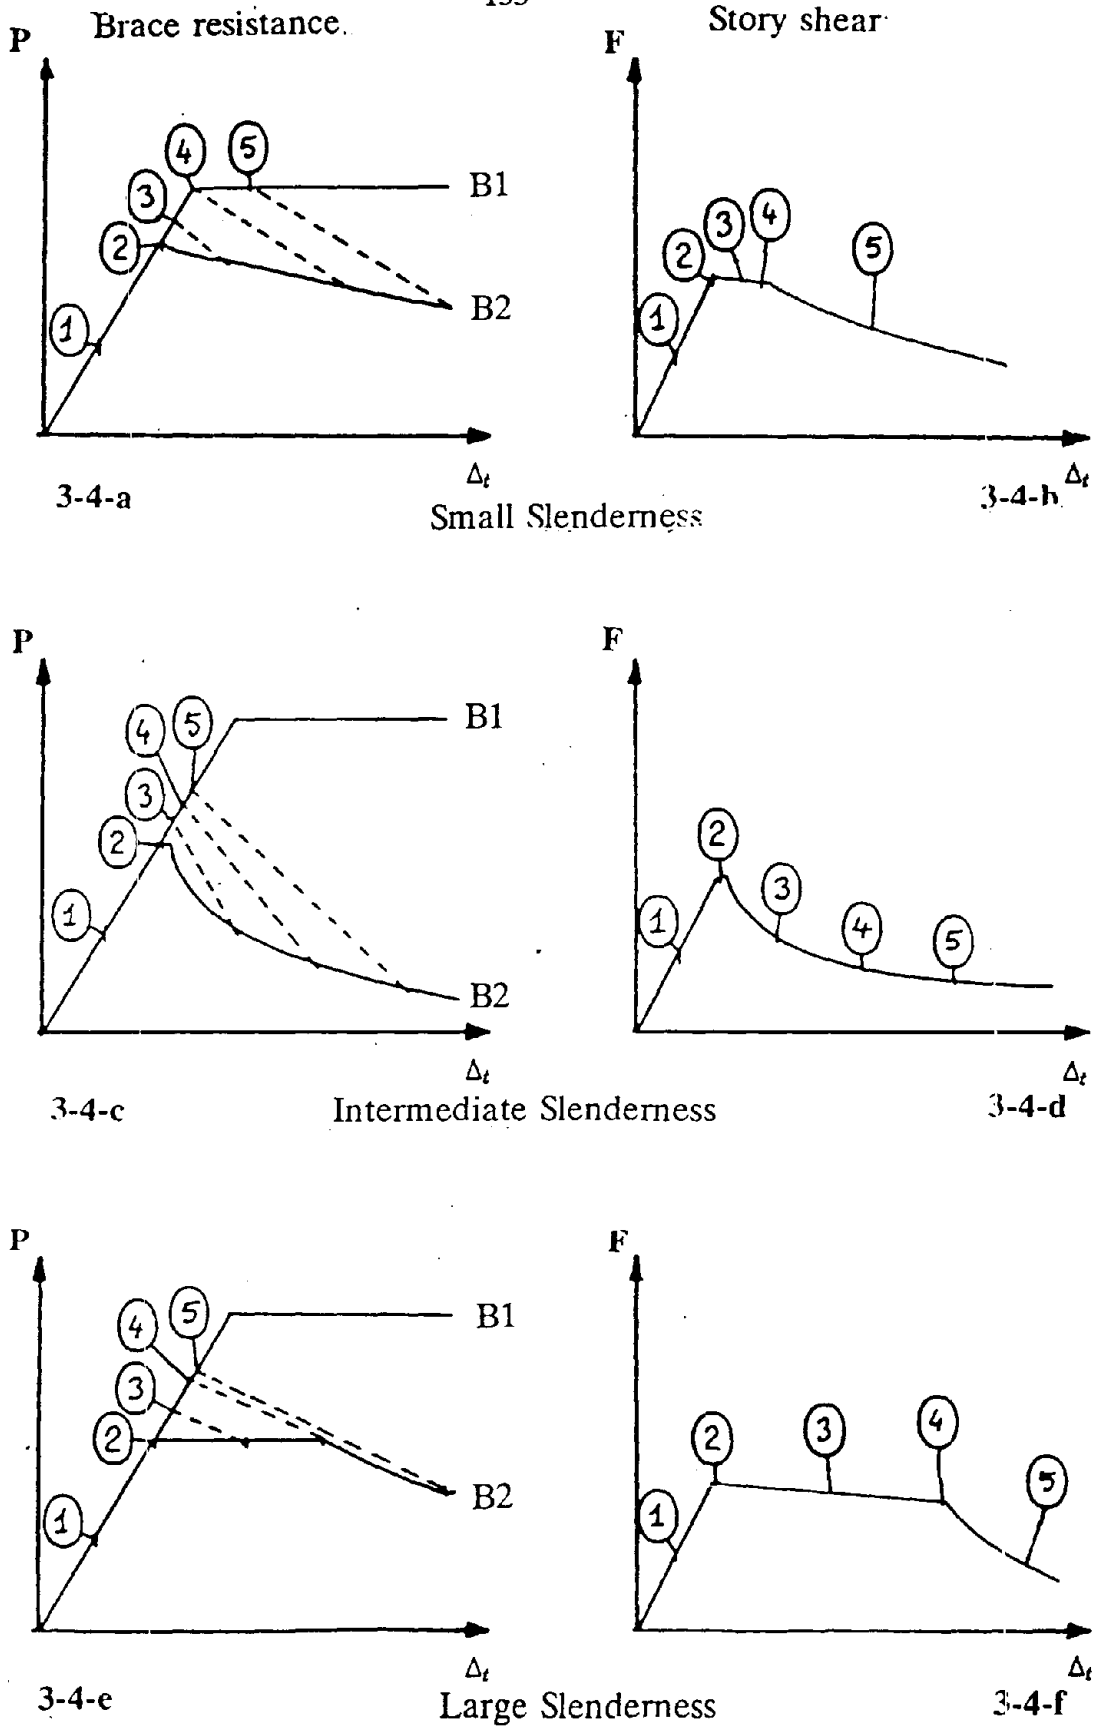 Brace resistance.
Story shear
P
F
4 5
3
2
1
B1
B2
3
4
2
5
1
Δt
Δt
3-4-a
3-4-b
Small Slenderness
P
F
4 5
3
2
1
B1
B2
2
3
1
4
5
Δt
Δt
3-4-c
Intermediate Slenderness
3-4-d
P
F
4 5
3
2
1
B1
B2
2
3
4
5
1
Δt
Δt
3-4-e
Large Slenderness
3-4-f